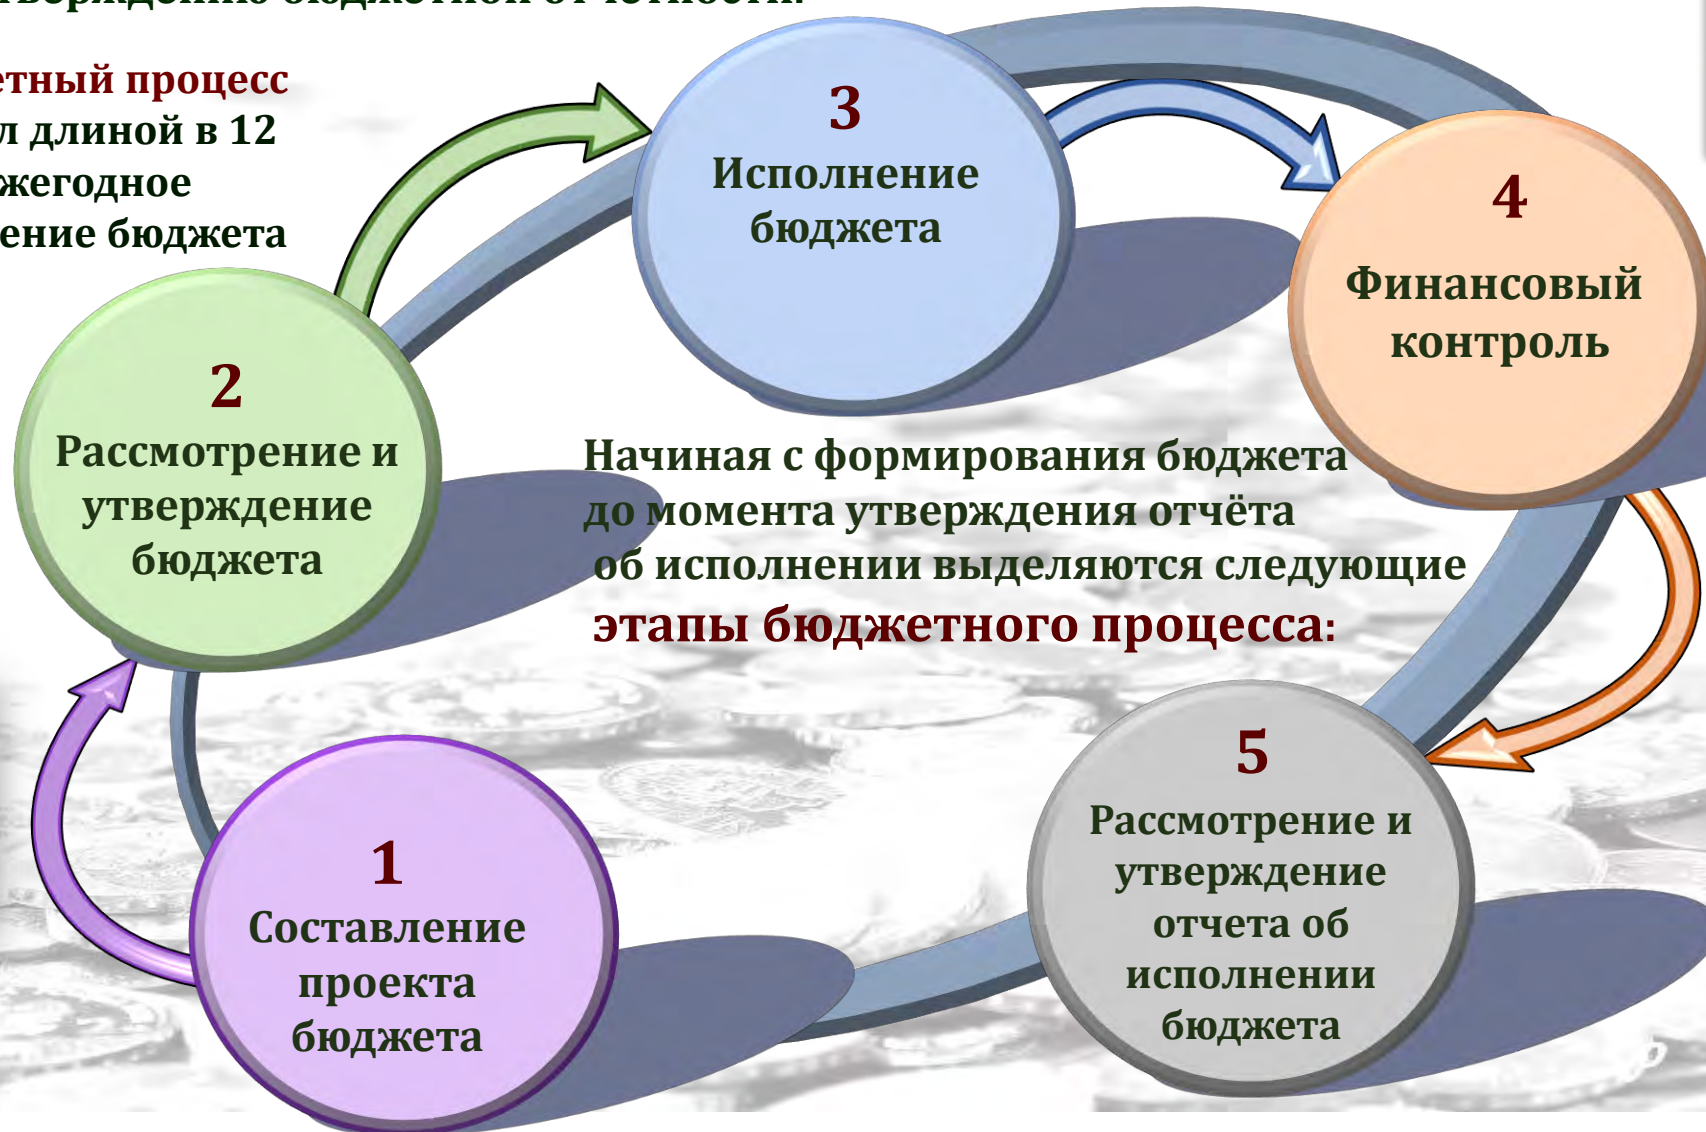 бюджетной отчетности.
етный процесс
л длиной в 12
жегодное
ение бюджета
3
Исполнение
бюджета
4
Финансовый
контроль
2
Рассмотрение и
утверждение
бюджета
Начиная с формирования бюджета
до момента утверждения отчёта
об исполнении выделяются следующие
этапы бюджетного процесса:
1
Составление
проекта
бюджета
5
Рассмотрение и
утверждение
отчета об
исполнении
бюджета